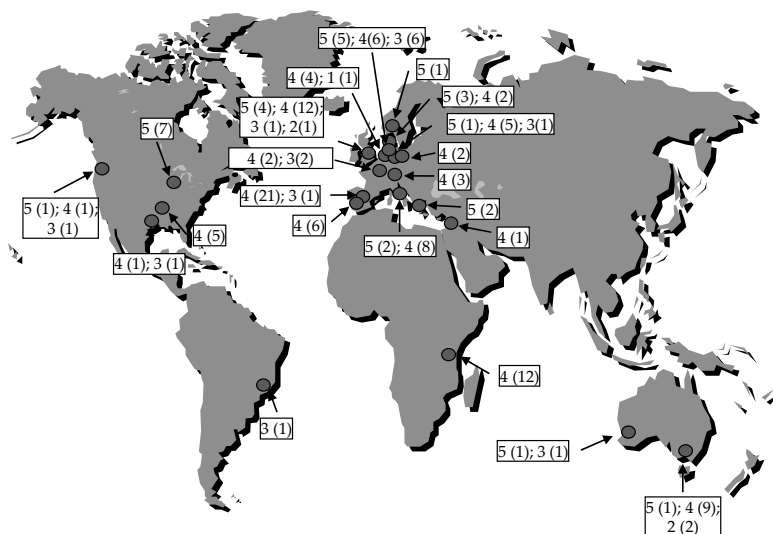 5 (5); 4(6); 3 (6)
5 (1)
4 (4); 1 (1)
5 (3); 4 (2)
5 (4); 4 (12);
3 (1); 2(1)
5 (1); 4 (5); 3(1)
5 (7)
4 (2)
4 (2); 3(2)
4 (3)
4 (21); 3 (1)
5 (1); 4 (1);
3 (1)
5 (2)
4 (6)
4 (5)
4 (1)
5 (2); 4 (8)
4 (1); 3 (1)
4 (12)
3 (1)
5 (1); 3 (1)
5 (1); 4 (9);
2 (2)